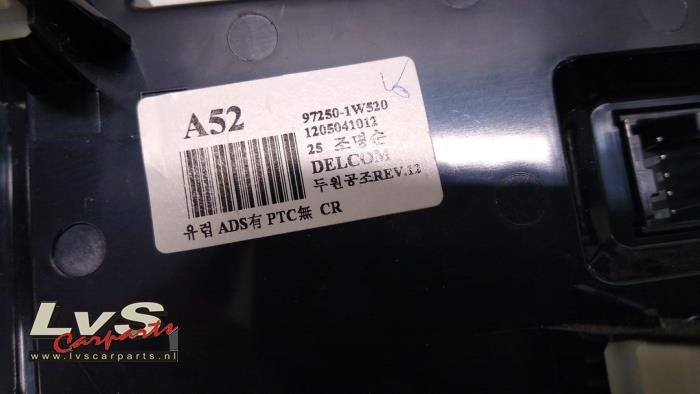 A52
97250-1W520
1205041012
25 조명순
DELCOM
두원공조REV.12
유럽 ADS有 PTC無 CR
LvS
Carparts
www.lvscarparts.nl